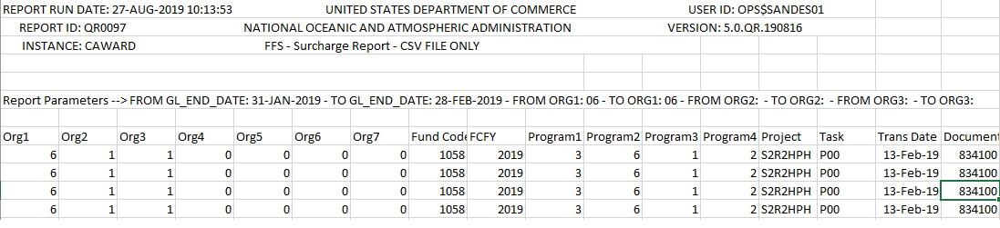 REPORT RUN DATE: 27-AUG-2019 10:13:53 UNITED STATES DEPARTMENT OF COMMERCE USER ID: OPS$SANDES01
REPORT ID: QR0097 NATIONAL OCEANIC AND ATMOSPHERIC ADMINISTRATION VERSION: 5.0.QR.190816
INSTANCE: CAWARD FFS - Surcharge Report - CSV FILE ONLY
Report Parameters --> FROM GL_END_DATE: 31-JAN-2019 - TO GL_END_DATE: 28-FEB-2019 - FROM ORG1: 06 - TO ORG1: 06 - FROM ORG2: - TO ORG2: - FROM ORG3: - TO ORG3:
Org1 Org2 Org3 Org4 Org5 Org6 Org7 Fund Code FCFY Program1 Program2 Program3 Program4 Project Task Trans Date Document
6 1 1 0 0 0 0 1058 2019 3 6 1 2 S2R2HPH P00 13-Feb-19 834100
6 1 1 0 0 0 0 1058 2019 3 6 1 2 S2R2HPH P00 13-Feb-19 834100
6 1 1 0 0 0 0 1058 2019 3 6 1 2 S2R2HPH P00 13-Feb-19 834100
6 1 1 0 0 0 0 1058 2019 3 6 1 2 S2R2HPH P00 13-Feb-19 834100